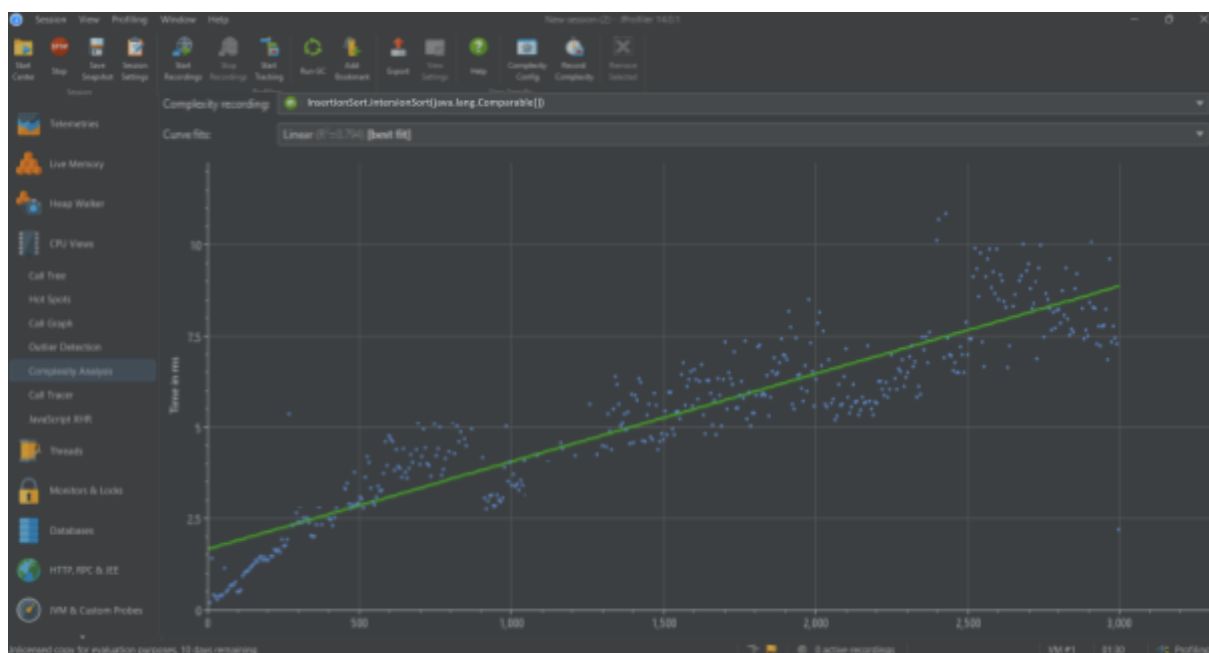 Session View Profiling Window Help
New session (2) - JProfiler 14.0.1
Start Center
Stop
Save Snapshot
Session Settings
Start Recordings
Stop Recordings
Start Tracking
Run GC
Add Bookmark
Export
View Settings
Help
Complexity Config
Record Complexity
Remove Selected
Session
Complexity recording: InsertionSort.intersionSort(java.lang.Comparable[])
Curve fits: Linear (R²=0.794) [best fit]
Telemetries
Live Memory
Heap Walker
CPU Views
Call Tree
Hot Spots
Call Graph
Outlier Detection
Complexity Analysis
Call Tracer
JavaScript XHR
Threads
Monitors & Locks
Databases
HTTP, RPC & JEE
JVM & Custom Probes
Time in ms
10
7.5
5
2.5
0
0 500 1,000 1,500 2,000 2,500 3,000
Unlicensed copy for evaluation purposes, 10 days remaining
0 active recordings
VM #1
01:30
Profiling